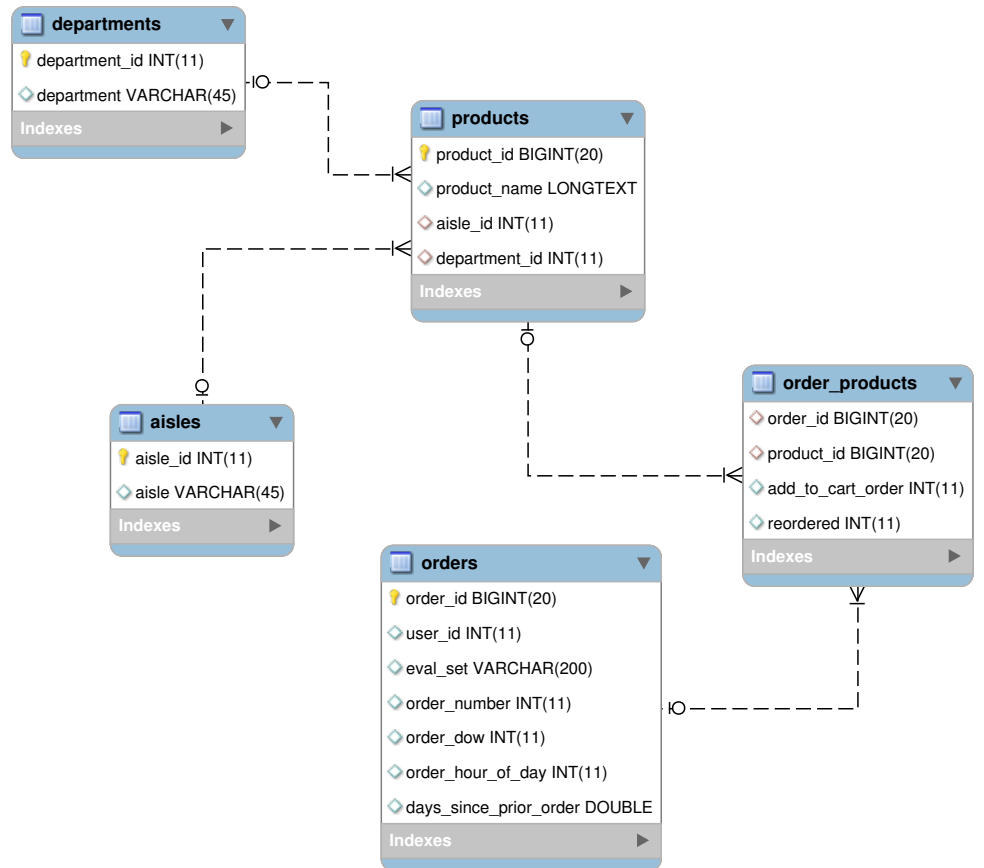 departments
department_id INT(11)
department VARCHAR(45)
Indexes
products
product_id BIGINT(20)
product_name LONGTEXT
aisle_id INT(11)
department_id INT(11)
Indexes
aisles
aisle_id INT(11)
aisle VARCHAR(45)
Indexes
order_products
order_id BIGINT(20)
product_id BIGINT(20)
add_to_cart_order INT(11)
reordered INT(11)
Indexes
orders
order_id BIGINT(20)
user_id INT(11)
eval_set VARCHAR(200)
order_number INT(11)
order_dow INT(11)
order_hour_of_day INT(11)
days_since_prior_order DOUBLE
Indexes